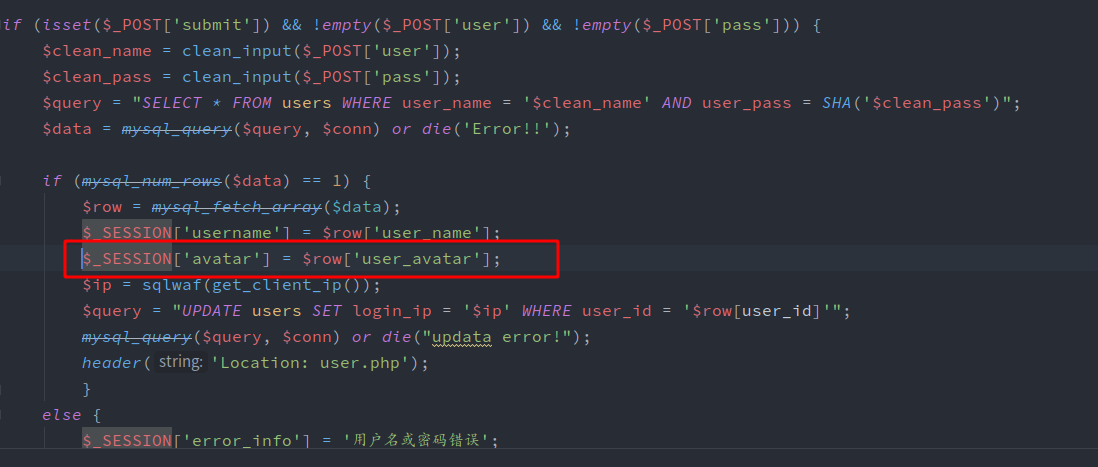 if (isset($_POST['submit']) && !empty($_POST['user']) && !empty($_POST['pass'])) {
$clean_name = clean_input($_POST['user']);
$clean_pass = clean_input($_POST['pass']);
$query = "SELECT * FROM users WHERE user_name = '$clean_name' AND user_pass = SHA('$clean_pass')";
$data = mysql_query($query, $conn) or die('Error!!');
if (mysql_num_rows($data) == 1) {
$row = mysql_fetch_array($data);
$_SESSION['username'] = $row['user_name'];
$_SESSION['avatar'] = $row['user_avatar'];
$ip = sqlwaf(get_client_ip());
$query = "UPDATE users SET login_ip = '$ip' WHERE user_id = '$row[user_id]'";
mysql_query($query, $conn) or die("updata error!");
header( string: 'Location: user.php');
}
else {
$_SESSION['error_info'] = '用户名或密码错误';